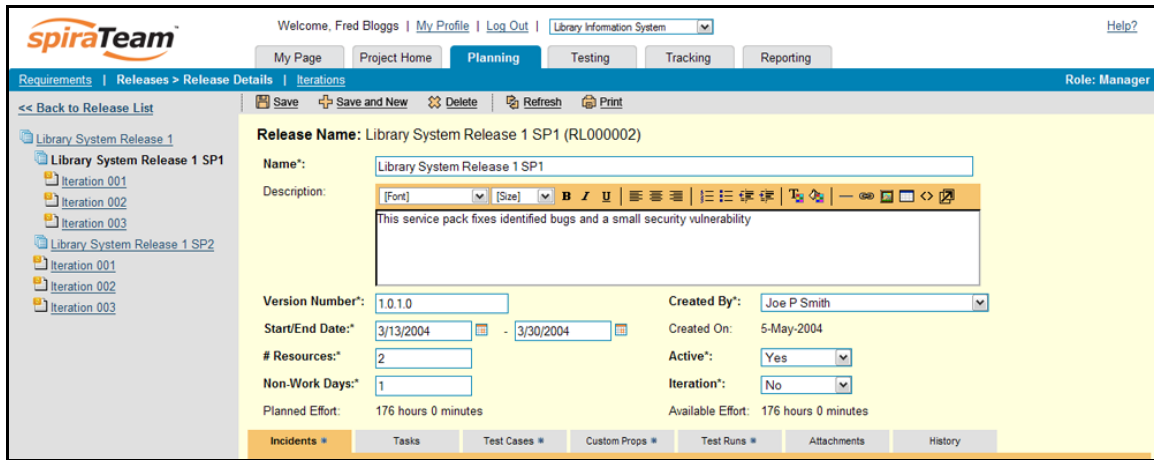 spiraTeam
Welcome, Fred Bloggs | My Profile | Log Out | Library Information System
Help?
My Page Project Home Planning Testing Tracking Reporting
Requirements | Releases > Release Details | Iterations
Role: Manager
<< Back to Release List
Library System Release 1
Library System Release 1 SP1
Iteration 001
Iteration 002
Iteration 003
Library System Release 1 SP2
Iteration 001
Iteration 002
Iteration 003
Save Save and New Delete Refresh Print
Release Name: Library System Release 1 SP1 (RL000002)
Name*: Library System Release 1 SP1
Description: [Font] [Size] B I U
This service pack fixes identified bugs and a small security vulnerability
Version Number*: 1.0.1.0 Created By*: Joe P Smith
Start/End Date:* 3/13/2004 - 3/30/2004 Created On: 5-May-2004
# Resources:* 2 Active*: Yes
Non-Work Days:* 1 Iteration*: No
Planned Effort: 176 hours 0 minutes Available Effort: 176 hours 0 minutes
Incidents Tasks Test Cases Custom Props Test Runs Attachments History